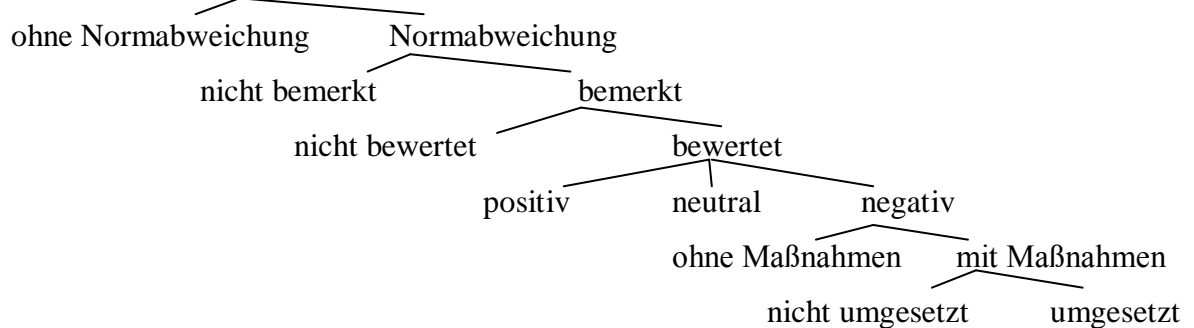 ohne Normabweichung Normabweichung
nicht bemerkt bemerkt
nicht bewertet bewertet
positiv neutral negativ
ohne Maßnahmen mit Maßnahmen
nicht umgesetzt umgesetzt